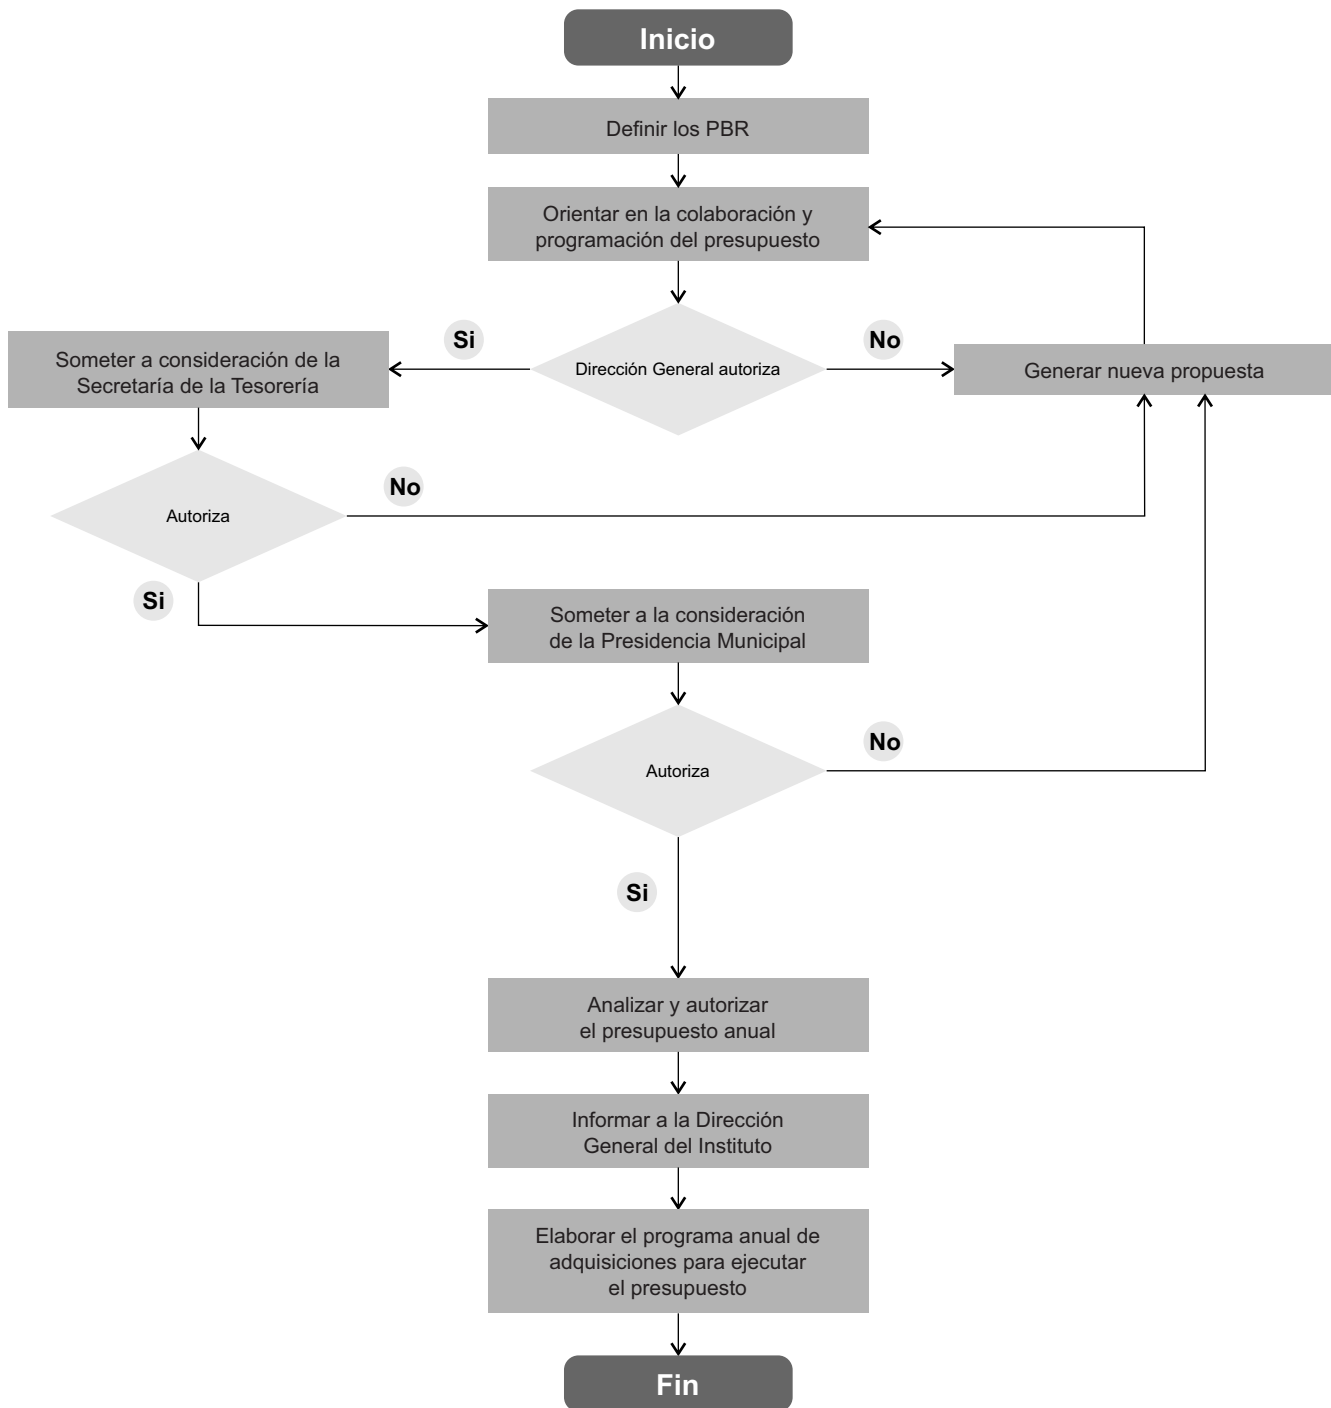 Inicio
Definir los PBR
Orientar en la colaboración y
programación del presupuesto
Si
No
Someter a consideración de la
Secretaría de la Tesorería
Dirección General autoriza
Generar nueva propuesta
No
Autoriza
Si
Someter a la consideración
de la Presidencia Municipal
No
Autoriza
Si
Analizar y autorizar
el presupuesto anual
Informar a la Dirección
General del Instituto
Elaborar el programa anual de
adquisiciones para ejecutar
el presupuesto
Fin